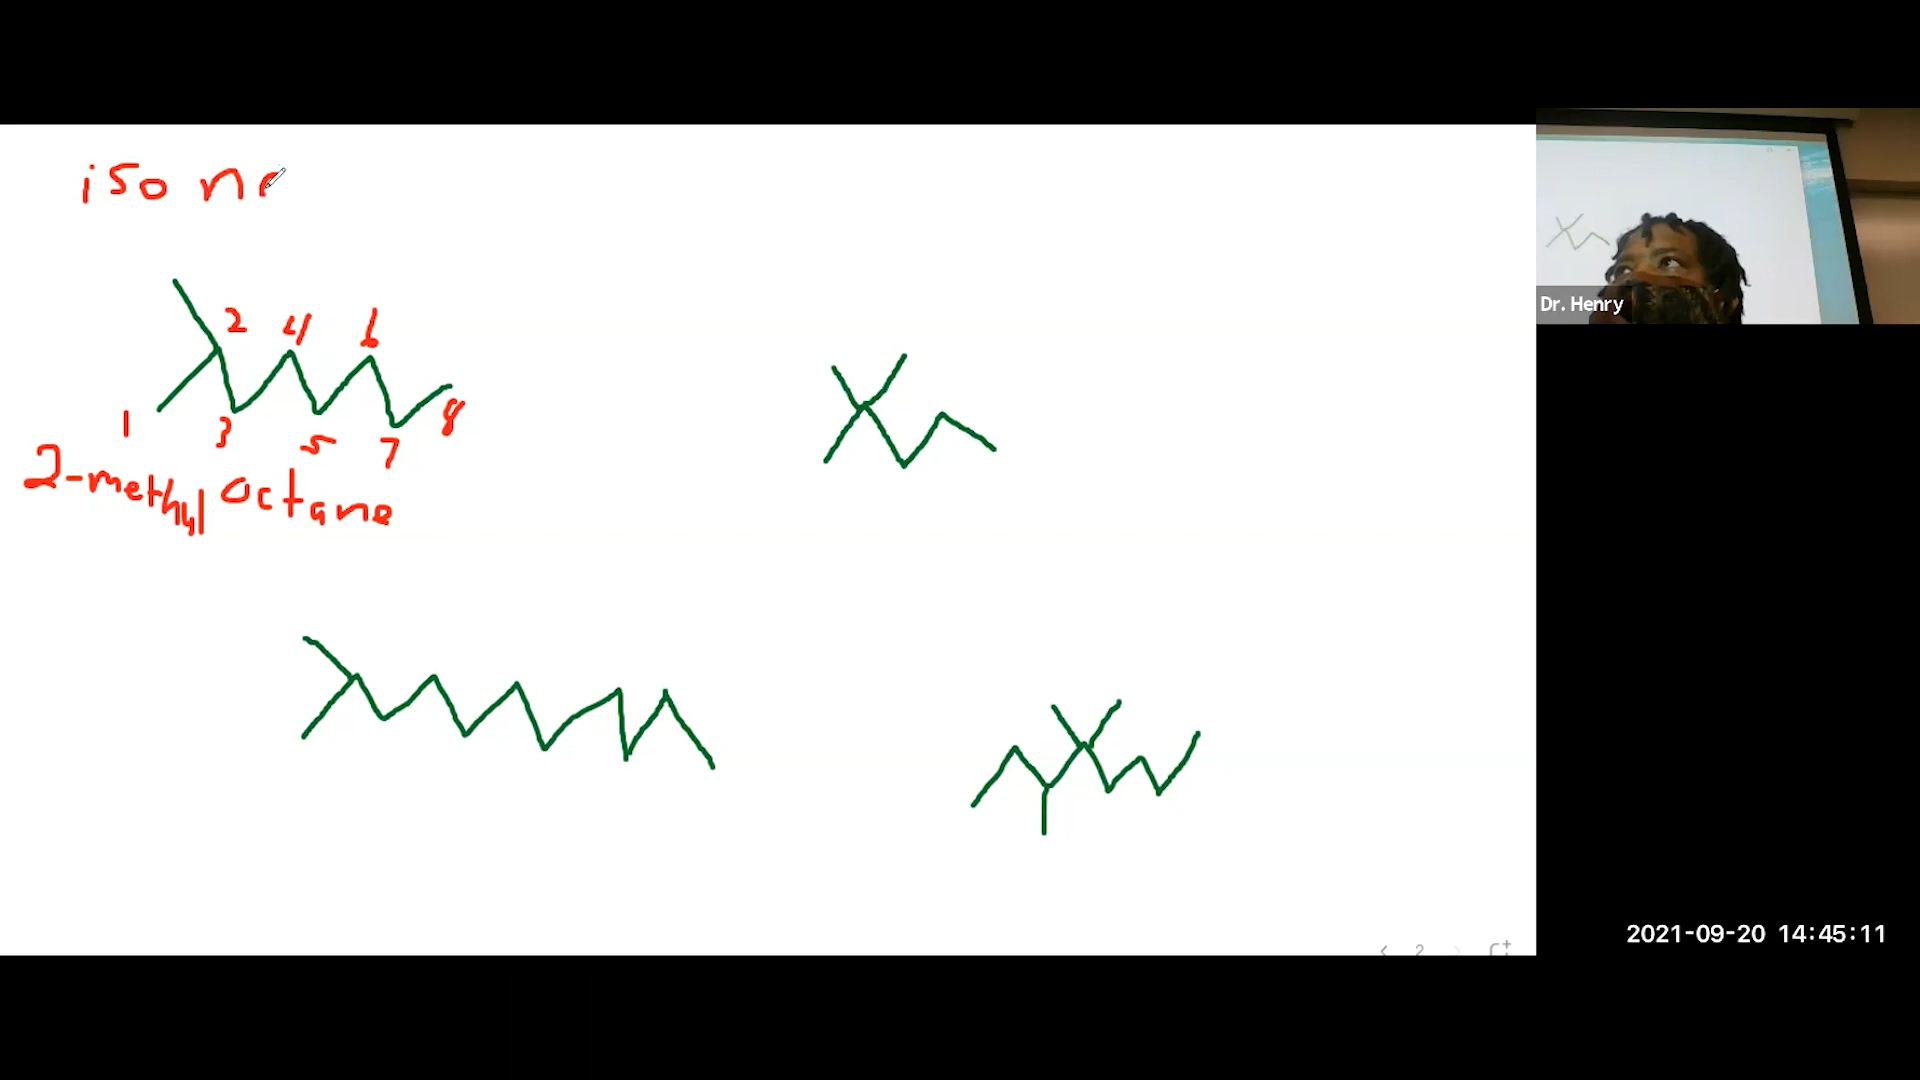 iso ne
2 4 6
1 3 5 7 8
2-methyl octane
Dr. Henry
2021-09-20 14:45:11
< 2 >